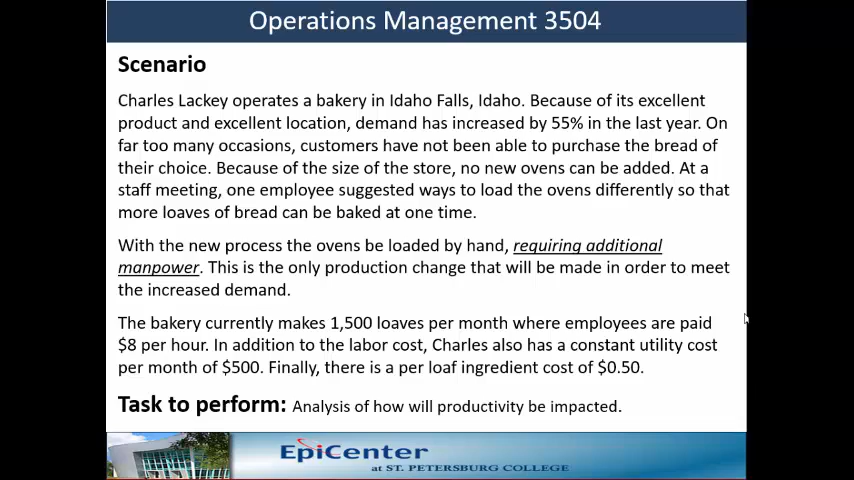 Operations Management 3504
Scenario
Charles Lackey operates a bakery in Idaho Falls, Idaho. Because of its excellent
product and excellent location, demand has increased by 55% in the last year. On
far too many occasions, customers have not been able to purchase the bread of
their choice. Because of the size of the store, no new ovens can be added. At a
staff meeting, one employee suggested ways to load the ovens differently so that
more loaves of bread can be baked at one time.
With the new process the ovens be loaded by hand, requiring additional
manpower. This is the only production change that will be made in order to meet
the increased demand.
The bakery currently makes 1,500 loaves per month where employees are paid
$8 per hour. In addition to the labor cost, Charles also has a constant utility cost
per month of $500. Finally, there is a per loaf ingredient cost of $0.50.
Task to perform: Analysis of how will productivity be impacted.
EpiCenter
at ST. PETERSBURG COLLEGE